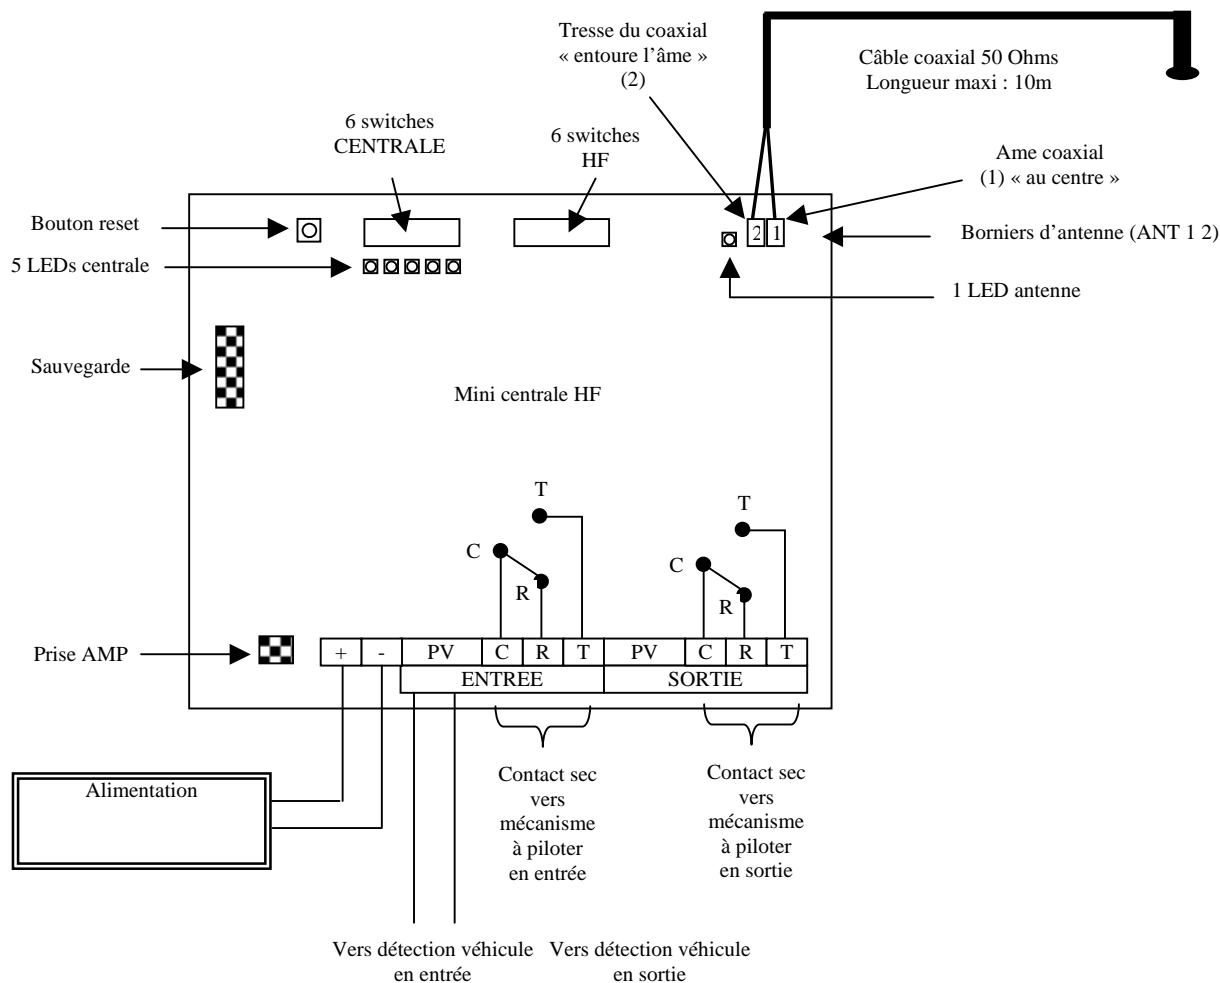 Tresse du coaxial
« entoure l’âme »
(2)
Câble coaxial 50 Ohms
Longueur maxi : 10m
6 switches
CENTRALE
6 switches
HF
Ame coaxial
(1) « au centre »
Bouton reset
2 1
Borniers d’antenne (ANT 1 2)
5 LEDs centrale
1 LED antenne
Sauvegarde
Mini centrale HF
T
T
C
C
R
R
Prise AMP
+ - PV C R T PV C R T
ENTREE SORTIE
Alimentation
Contact sec
vers
mécanisme
à piloter
en entrée
Contact sec
vers
mécanisme
à piloter
en sortie
Vers détection véhicule
en entrée
Vers détection véhicule
en sortie